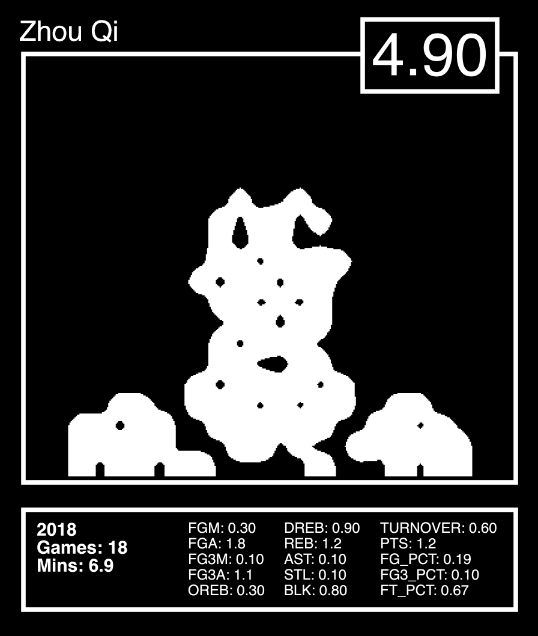 Zhou Qi
4.90
2018
Games: 18
Mins: 6.9
FGM: 0.30
FGA: 1.8
FG3M: 0.10
FG3A: 1.1
OREB: 0.30
DREB: 0.90
REB: 1.2
AST: 0.10
STL: 0.10
BLK: 0.80
TURNOVER: 0.60
PTS: 1.2
FG_PCT: 0.19
FG3_PCT: 0.10
FT_PCT: 0.67